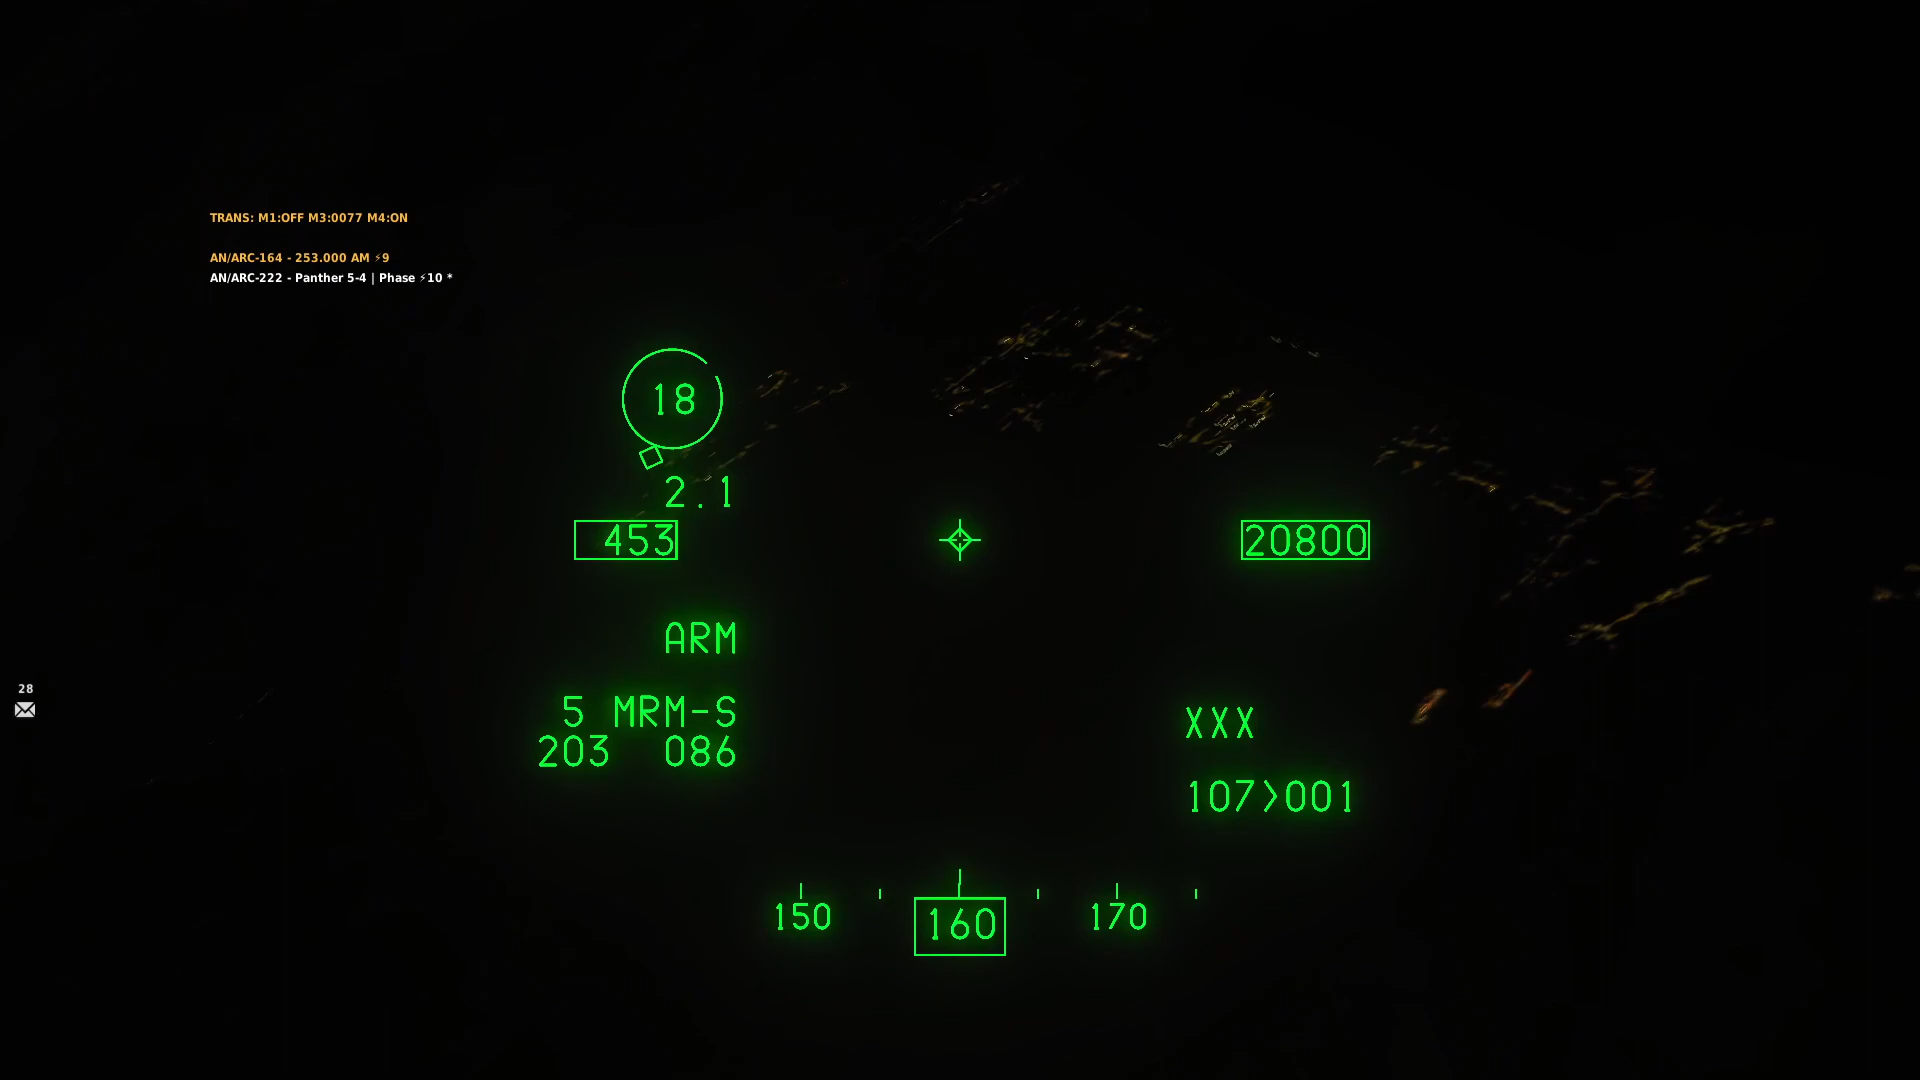 TRANS: M1:OFF M3:0077 M4:ON
AN/ARC-164 - 253.000 AM ⚡9
AN/ARC-222 - Panther 5-4 | Phase ⚡10 *
18
2.1
453
20800
ARM
28
5 MRM-S
XXX
203 086
107>001
150 160 170